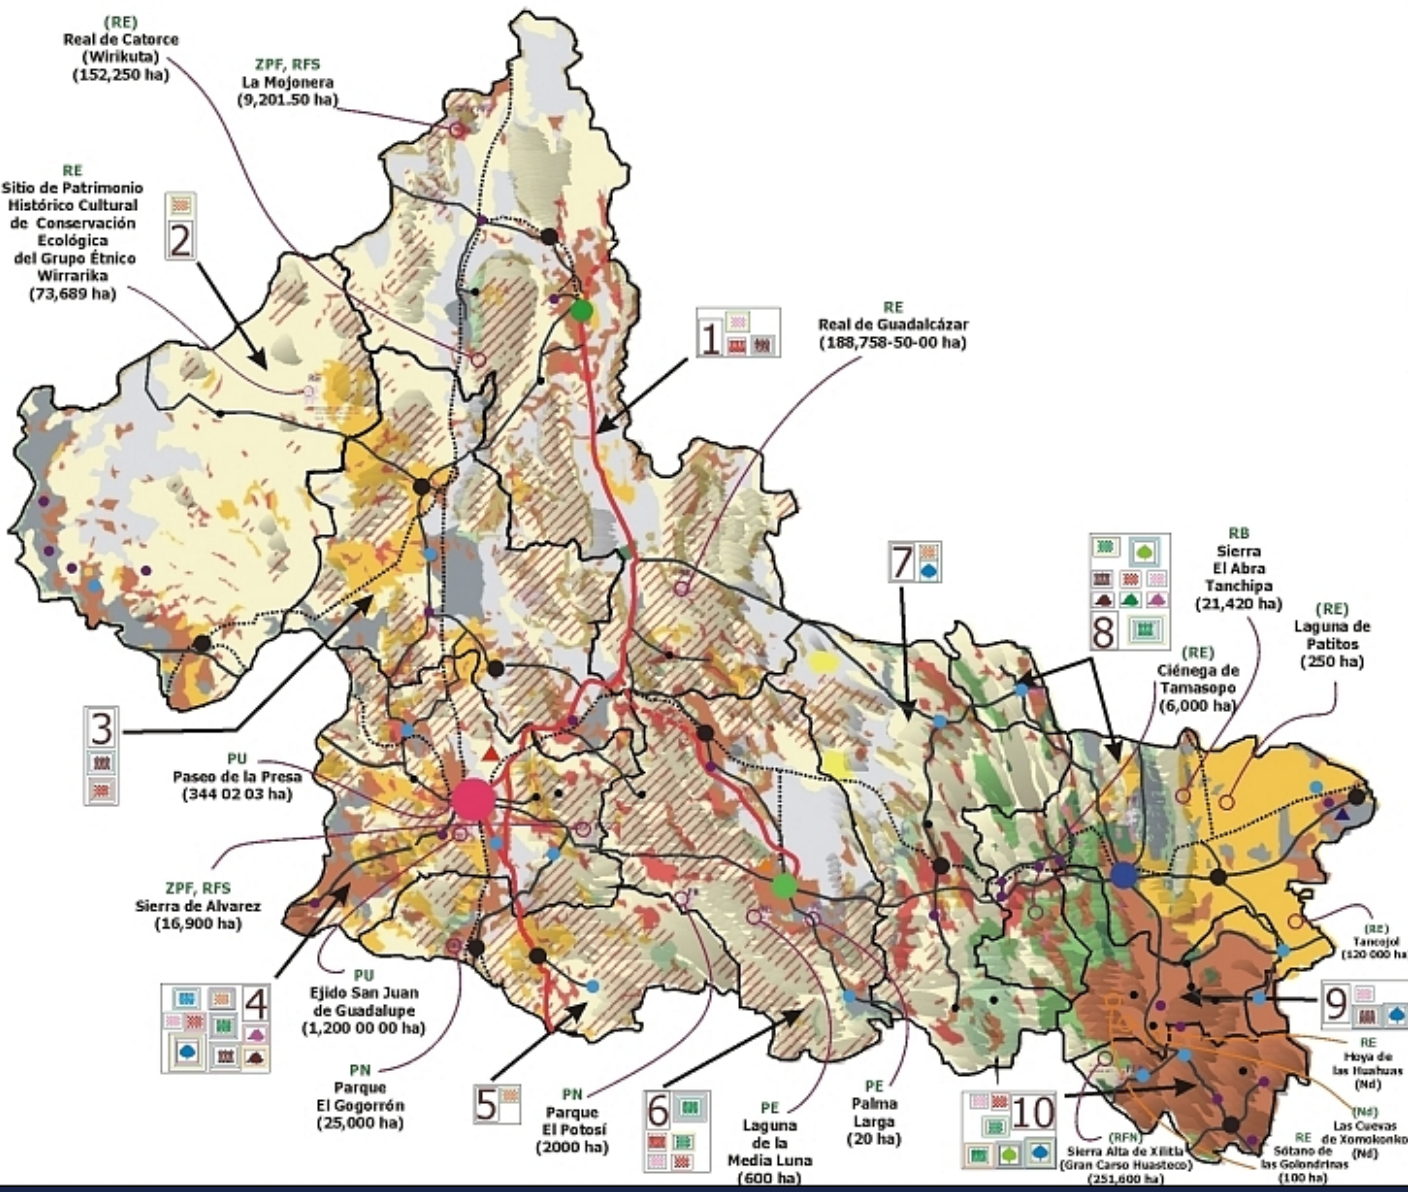 (RE)
Real de Catorce
(Wirikuta)
(152,250 ha)
ZPF, RFS
La Mojonera
(9,201.50 ha)
RE
Sitio de Patrimonio
Histórico Cultural
de Conservación
Ecológica
del Grupo Étnico
Wirrarika
(73,689 ha)
2
1
RE
Real de Guadalcázar
(188,758-50-00 ha)
7
8
RB
Sierra
El Abra
Tanchipa
(21,420 ha)
(RE)
Laguna de
Patitos
(250 ha)
(RE)
Ciénega de
Tamasopo
(6,000 ha)
3
PU
Paseo de la Presa
(344 02 03 ha)
ZPF, RFS
Sierra de Alvarez
(16,900 ha)
4
PU
Ejido San Juan
de Guadalupe
(1,200 00 00 ha)
PN
Parque
El Gogorrón
(25,000 ha)
5
PN
Parque
El Potosí
(2000 ha)
6
PE
Laguna
de la
Media Luna
(600 ha)
PE
Palma
Larga
(20 ha)
10
(RFN)
Sierra Alta de Xilitla
(Gran Carso Huasteco)
(251,600 ha)
(RE)
Tancojol
(120 000 ha)
9
RE
Hoya de
las Huahuas
(Nd)
(Nd)
Las Cuevas
de Xomokonko
(Nd)
RE
Sótano de
las Golondrinas
(100 ha)